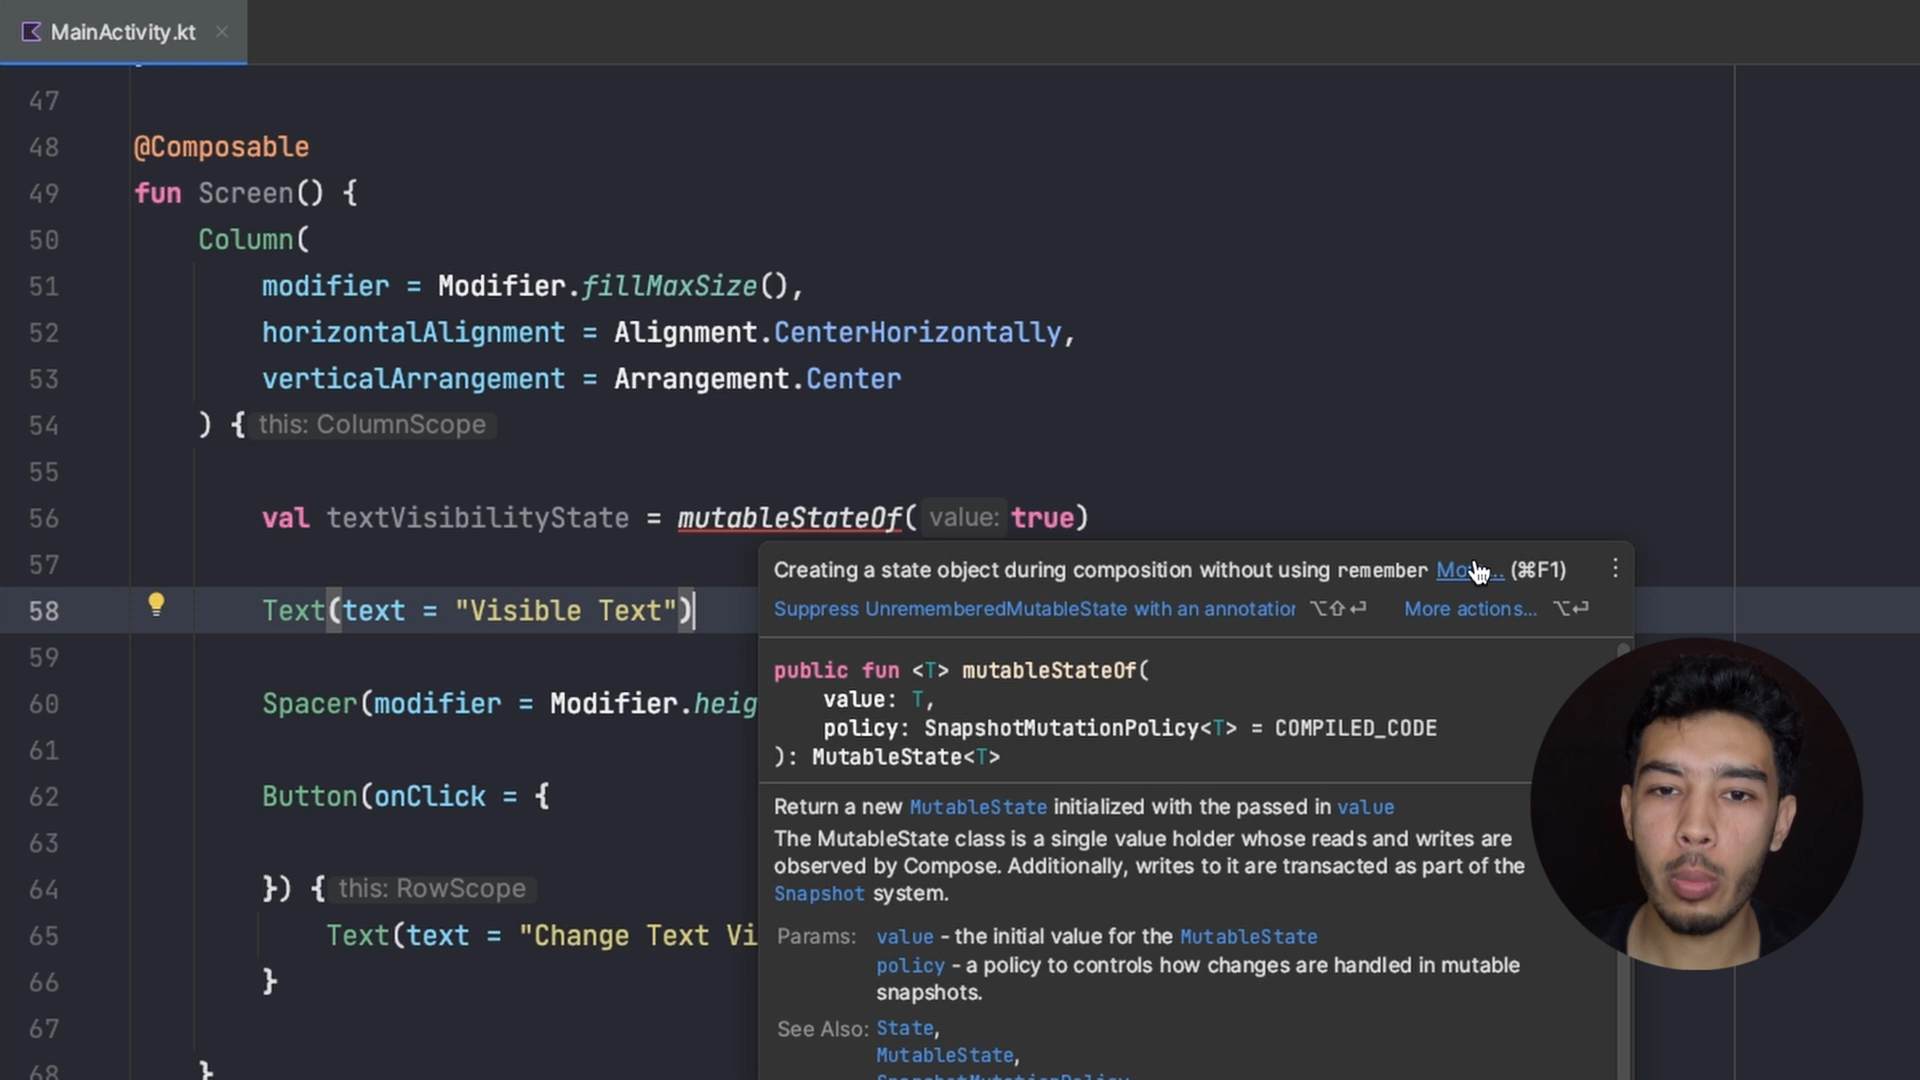 MainActivity.kt
47
48 @Composable
49 fun Screen() {
50 Column(
51 modifier = Modifier.fillMaxSize(),
52 horizontalAlignment = Alignment.CenterHorizontally,
53 verticalArrangement = Arrangement.Center
54 ) { this: ColumnScope
55
56 val textVisibilityState = mutableStateOf( value: true)
57
Creating a state object during composition without using remember (⌘F1)
58 Text(text = "Visible Text")
Suppress UnrememberedMutableState with an annotation ⌥⇧⏎ More actions... ⌥⏎
59
public fun <T> mutableStateOf(
value: T,
60 Spacer(modifier = Modifier.heig
policy: SnapshotMutationPolicy<T> = COMPILED_CODE
): MutableState<T>
61
62 Button(onClick = {
Return a new MutableState initialized with the passed in value
The MutableState class is a single value holder whose reads and writes are
63
observed by Compose. Additionally, writes to it are transacted as part of the
64 }) { this: RowScope
Snapshot system.
65 Text(text = "Change Text Vi
Params: value - the initial value for the MutableState
policy - a policy to controls how changes are handled in mutable
66 }
snapshots.
67
See Also: State,
MutableState,
68 }
SnapshotMutationPolicy